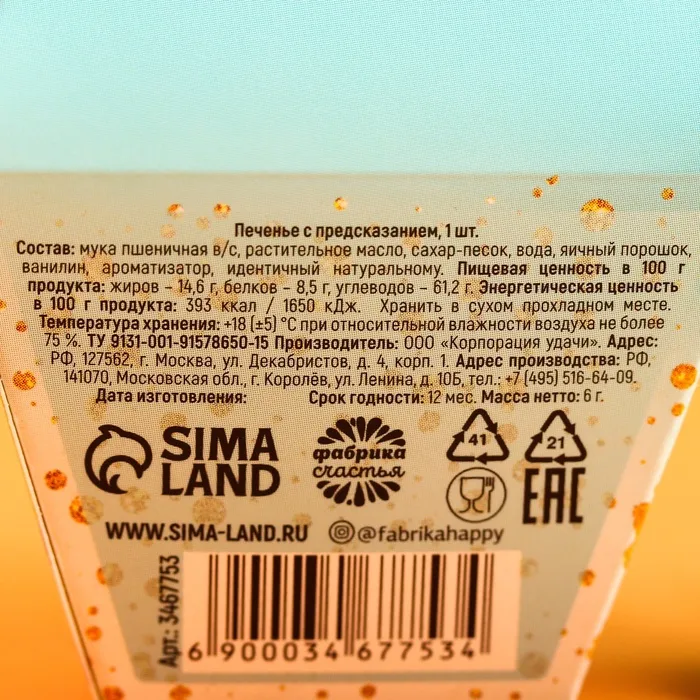 Печенье с предсказанием, 1 шт.
Состав: мука пшеничная в/с, растительное масло, сахар-песок, вода, яичный порошок,
ванилин, ароматизатор, идентичный натуральному. Пищевая ценность в 100 г
продукта: жиров – 14,6 г, белков – 8,5 г, углеводов – 61,2 г. Энергетическая ценность
в 100 г продукта: 393 ккал / 1650 кДж. Хранить в сухом прохладном месте.
Температура хранения: +18 (±5) °С при относительной влажности воздуха не более
75 %. ТУ 9131-001-91578650-15 Производитель: ООО «Корпорация удачи». Адрес:
РФ, 127562, г. Москва, ул. Декабристов, д. 4, корп. 1. Адрес производства: РФ,
141070, Московская обл., г. Королёв, ул. Ленина, д. 10Б, тел.: +7 (495) 516-64-09.
Дата изготовления: Срок годности: 12 мес. Масса нетто: 6 г.
SIMA
LAND
фабрика
счастья
41
21
EAC
WWW.SIMA-LAND.RU @fabrikahappy
Арт.: 3467753
6 900034 677534